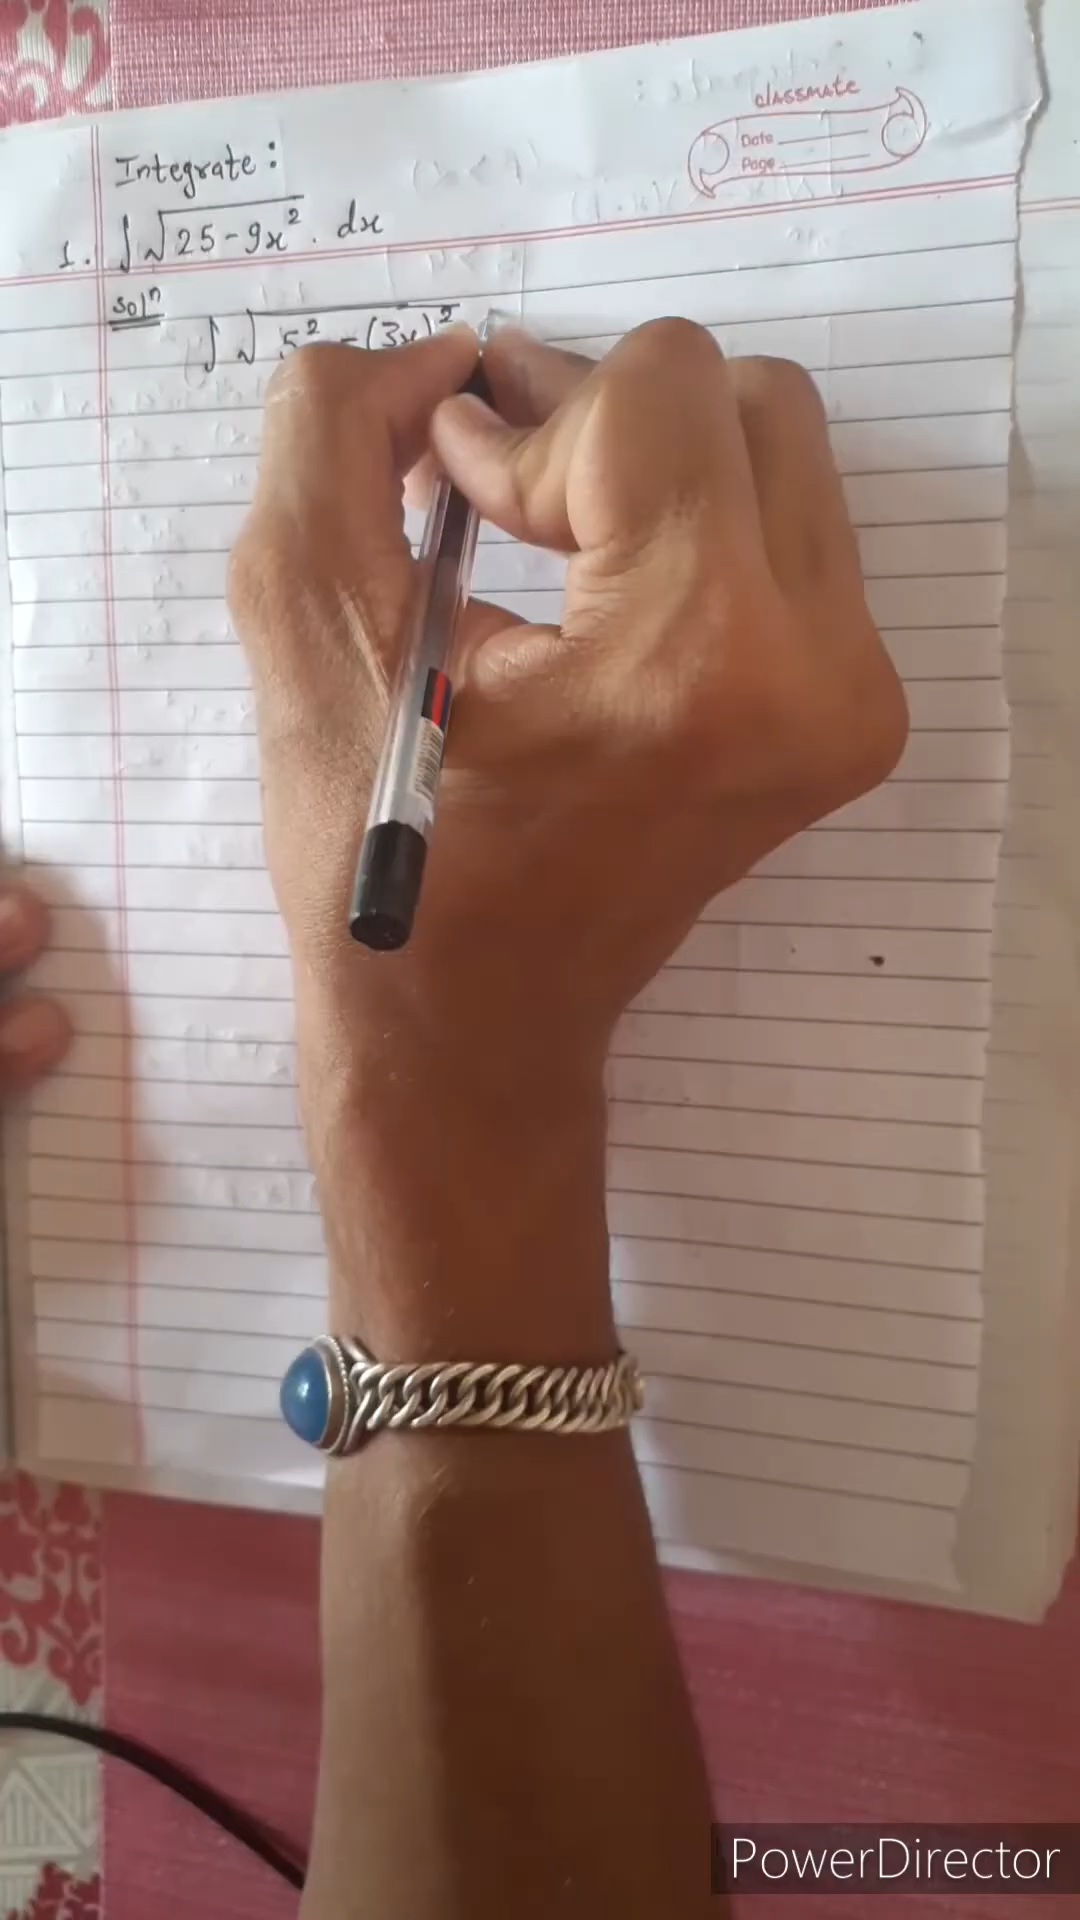 classmate
Date
Page
Integrate:
1. ∫√25-9x². dx
Solⁿ
∫√5²-(3x)²
PowerDirector